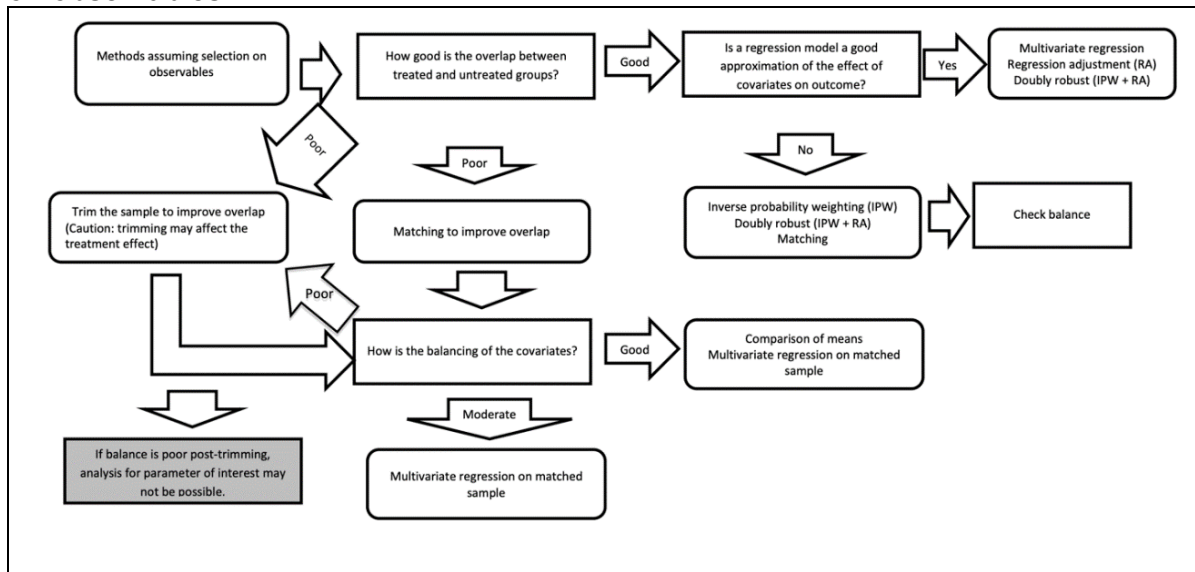 Methods assuming selection on
observables
How good is the overlap between
treated and untreated groups?
Good
Is a regression model a good
approximation of the effect of
covariates on outcome?
Yes
Multivariate regression
Regression adjustment (RA)
Doubly robust (IPW + RA)
Poor
Poor
No
Trim the sample to improve overlap
(Caution: trimming may affect the
treatment effect)
Matching to improve overlap
Inverse probability weighting (IPW)
Doubly robust (IPW + RA)
Matching
Check balance
Poor
How is the balancing of the covariates?
Good
Comparison of means
Multivariate regression on matched
sample
Moderate
If balance is poor post-trimming,
analysis for parameter of interest may
not be possible.
Multivariate regression on matched
sample